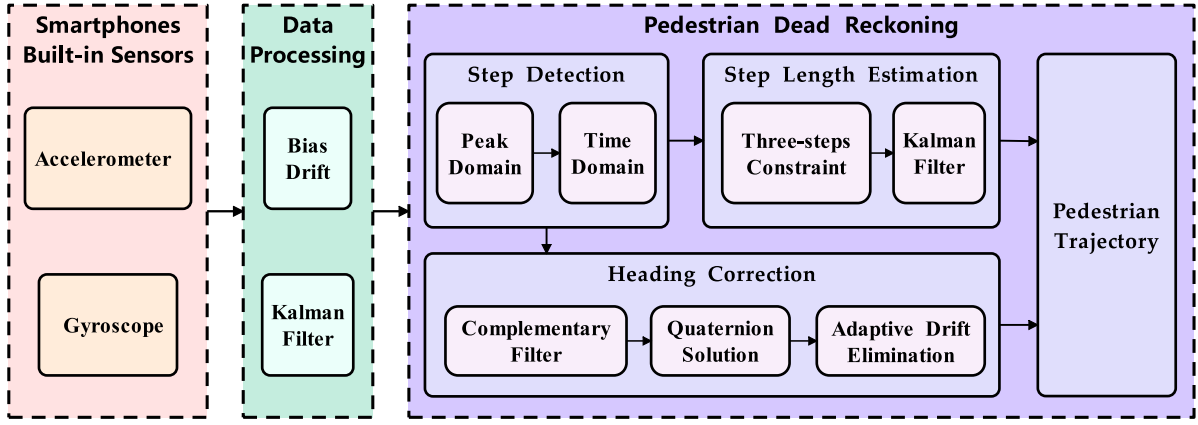 Smartphones
Built-in Sensors
Accelerometer
Gyroscope
Data
Processing
Bias
Drift
Kalman
Filter
Pedestrian Dead Reckoning
Step Detection
Peak
Domain
Time
Domain
Step Length Estimation
Three-steps
Constraint
Kalman
Filter
Heading Correction
Complementary
Filter
Quaternion
Solution
Adaptive Drift
Elimination
Pedestrian
Trajectory